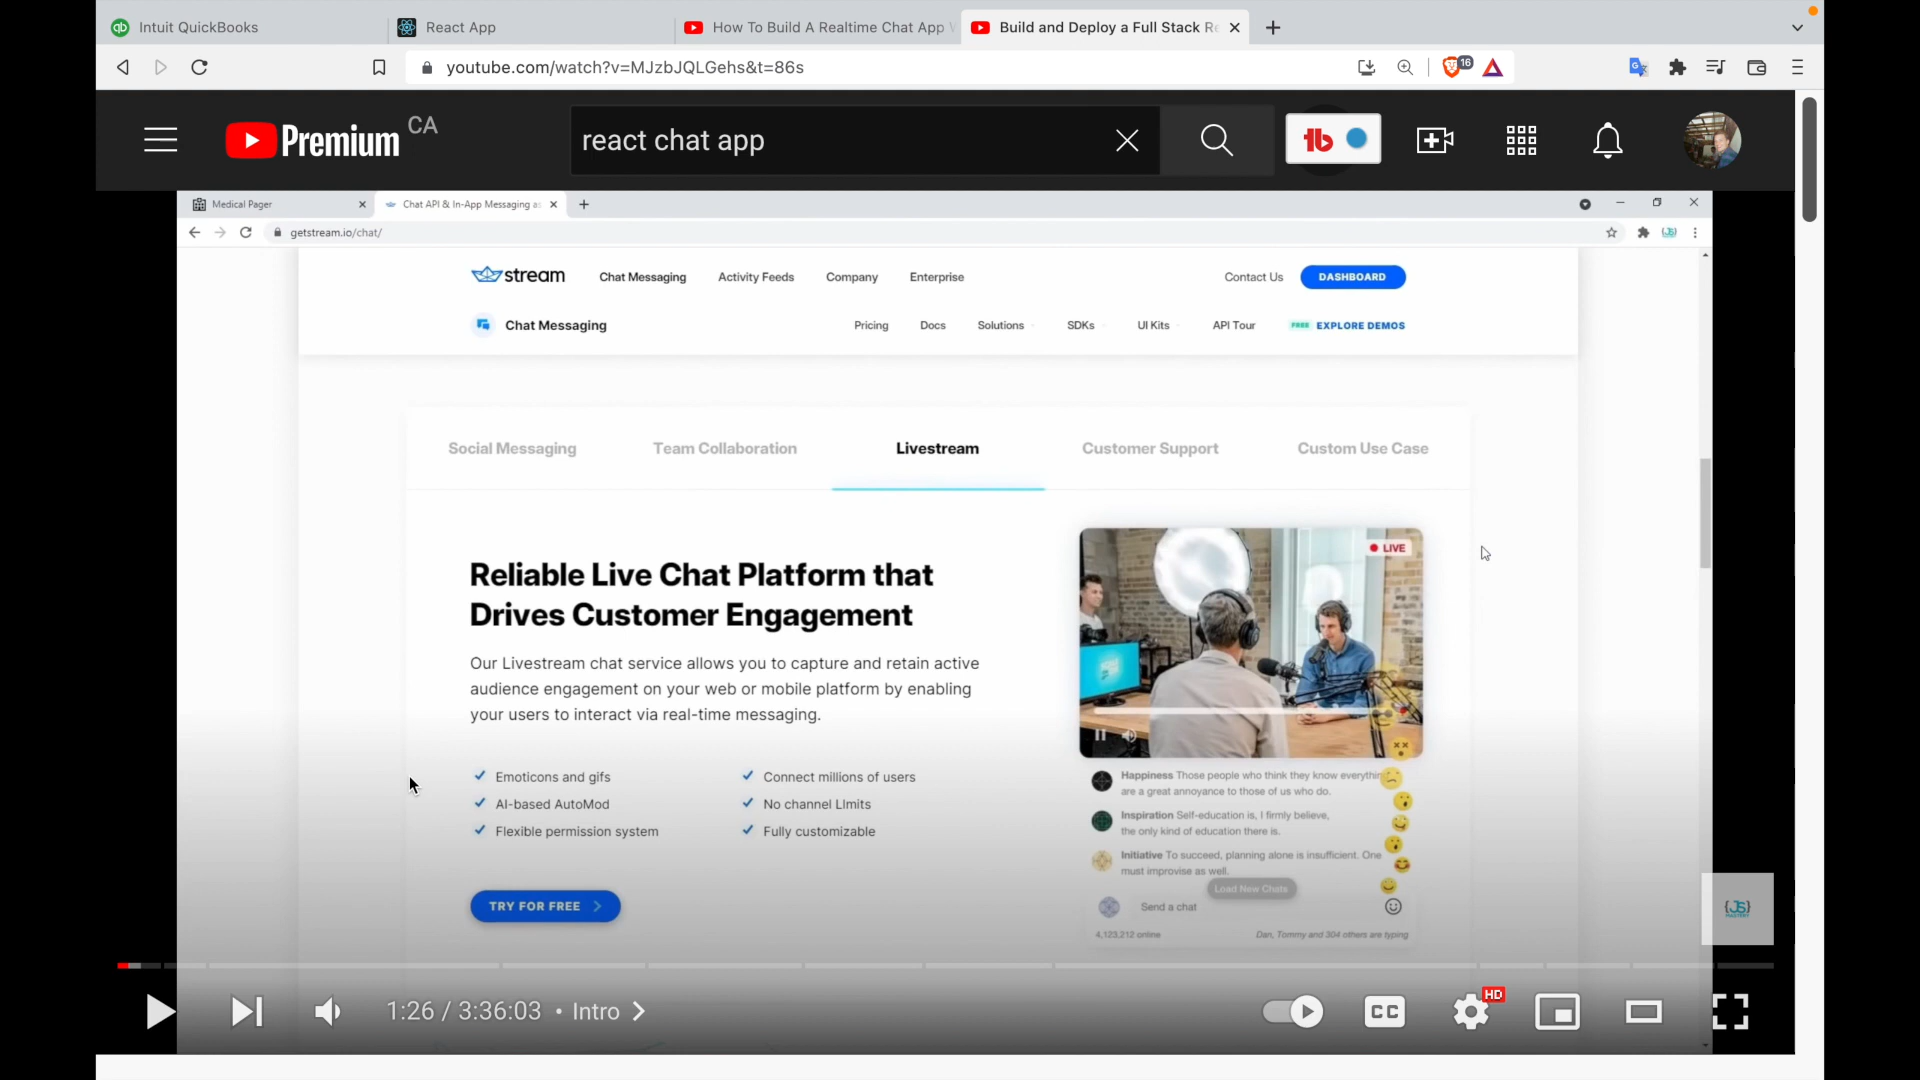 Intuit QuickBooks
React App
How To Build A Realtime Chat App
Build and Deploy a Full Stack Re
youtube.com/watch?v=MJzbJQLGehs&t=86s
16
Premium CA
react chat app
tb
Medical Pager
Chat API & In-App Messaging
getstream.io/chat/
stream Chat Messaging Activity Feeds Company Enterprise Contact Us DASHBOARD
Chat Messaging Pricing Docs Solutions SDKs UI Kits API Tour FREE EXPLORE DEMOS
Social Messaging Team Collaboration Livestream Customer Support Custom Use Case
LIVE
Reliable Live Chat Platform that
Drives Customer Engagement
Our Livestream chat service allows you to capture and retain active
audience engagement on your web or mobile platform by enabling
your users to interact via real-time messaging.
Emoticons and gifs
Connect millions of users
AI-based AutoMod
No channel LImits
Flexible permission system
Fully customizable
TRY FOR FREE
Happiness Those people who think they know everythin
are a great annoyance to those of us who do.
Inspiration Self-education is, I firmly believe,
the only kind of education there is.
Initiative To succeed, planning alone is insufficient. One
must improvise as well.
Load New Chats
Send a chat
4,123,212 online
Dan, Tommy and 304 others are typing
{JS}
MASTERY
1:26 / 3:36:03 • Intro
CC
HD